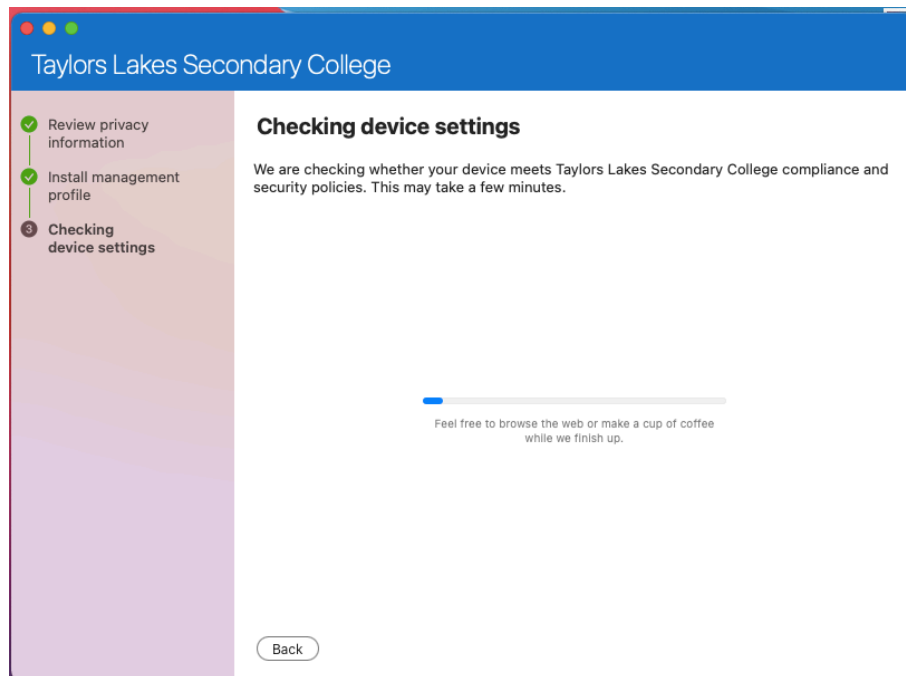 Taylors Lakes Secondary College
Review privacy
information
Install management
profile
3
Checking
device settings
Checking device settings
We are checking whether your device meets Taylors Lakes Secondary College compliance and
security policies. This may take a few minutes.
Feel free to browse the web or make a cup of coffee
while we finish up.
Back